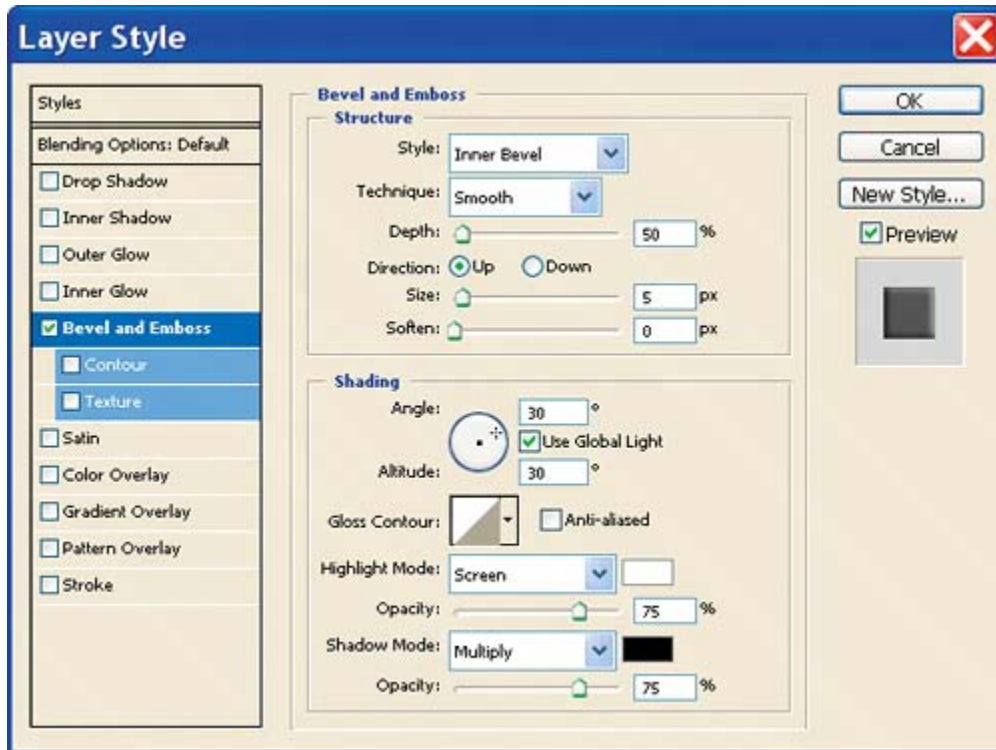 Layer Style
Styles
Blending Options: Default
Drop Shadow
Inner Shadow
Outer Glow
Inner Glow
Bevel and Emboss
Contour
Texture
Satin
Color Overlay
Gradient Overlay
Pattern Overlay
Stroke
Bevel and Emboss
Structure
Style: Inner Bevel
Technique: Smooth
Depth: 50 %
Direction: Up Down
Size: 5 px
Soften: 0 px
Shading
Angle: 30 °
Use Global Light
Altitude: 30 °
Gloss Contour: Anti-aliased
Highlight Mode: Screen
Opacity: 75 %
Shadow Mode: Multiply
Opacity: 75 %
OK
Cancel
New Style...
Preview